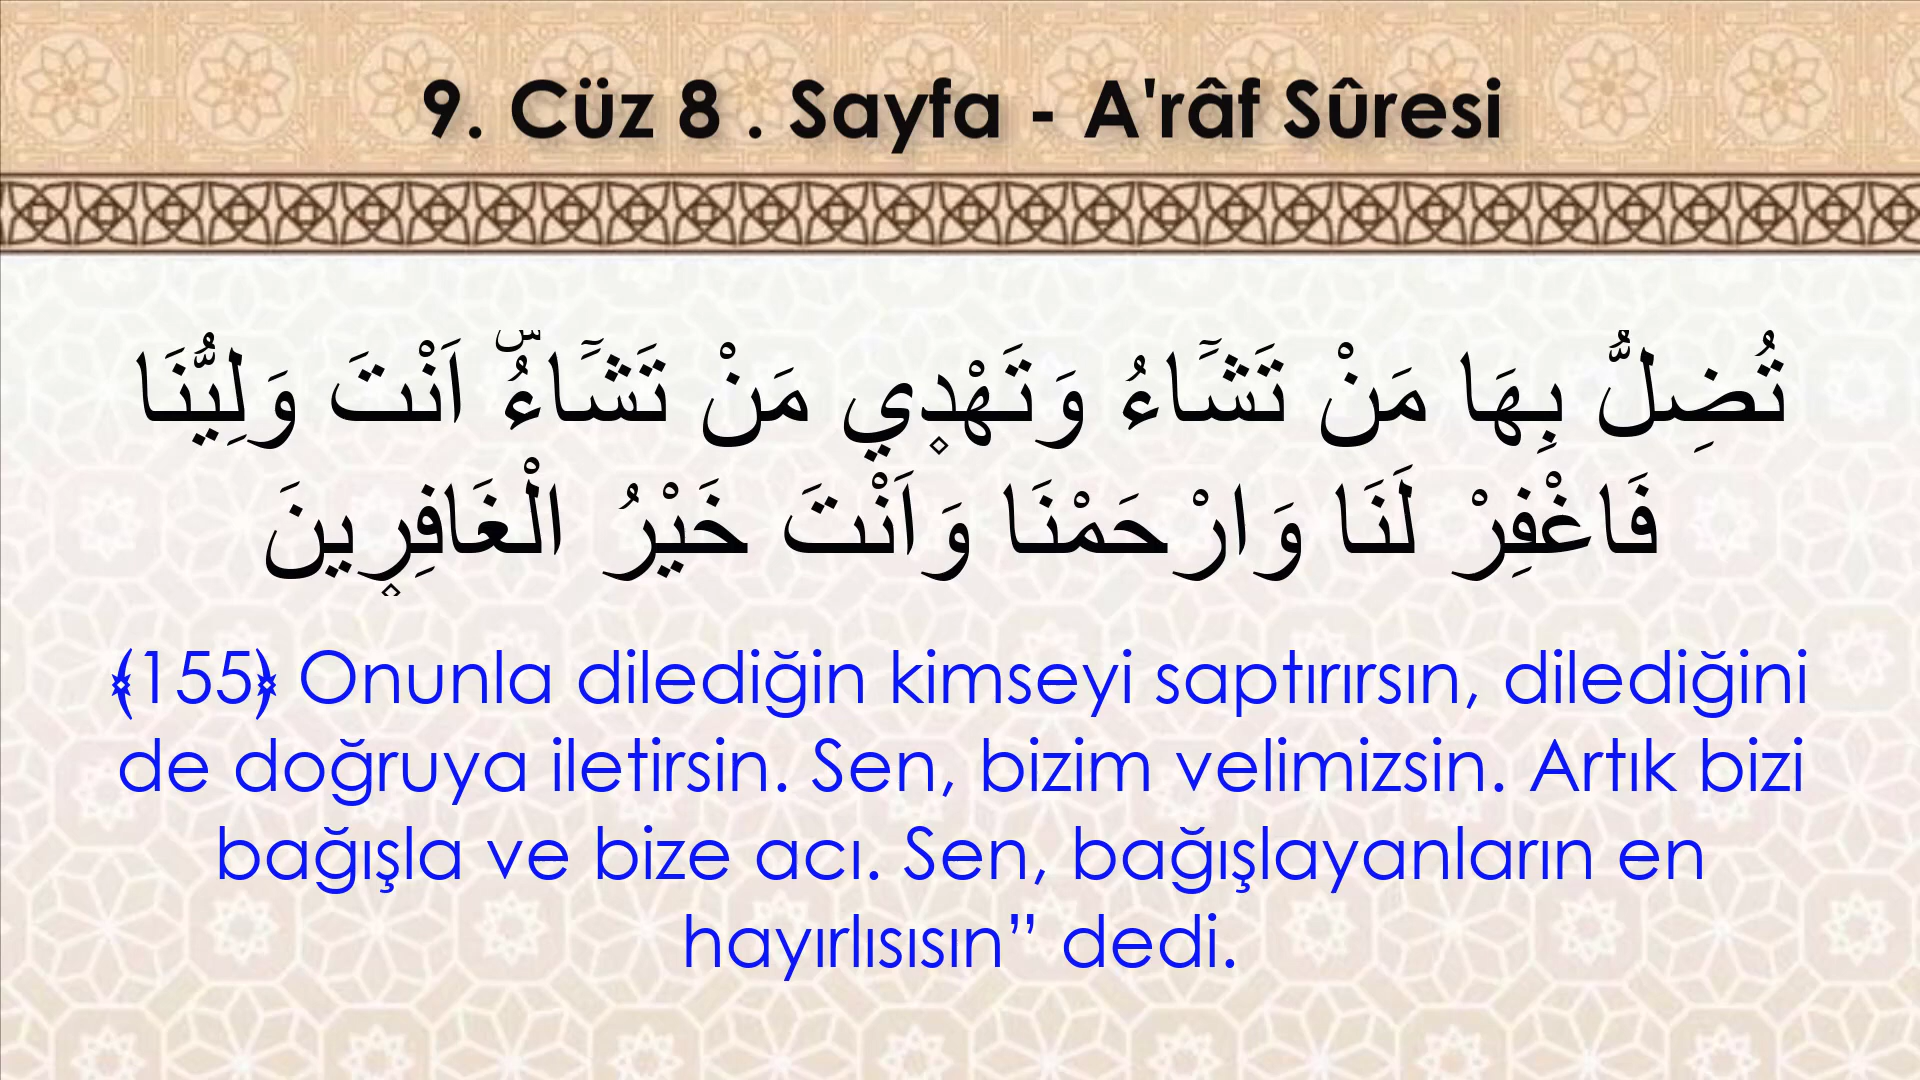 9. Cüz 8 . Sayfa - A'râf Sûresi
تُضِلُّ بِهَا مَنْ تَشَٓاءُ وَتَهْد۪ي مَنْ تَشَٓاءُۜ اَنْتَ وَلِيُّنَا
فَاغْفِرْ لَنَا وَارْحَمْنَا وَاَنْتَ خَيْرُ الْغَافِر۪ينَ
﴾155﴿ Onunla dilediğin kimseyi saptırırsın, dilediğini
de doğruya iletirsin. Sen, bizim velimizsin. Artık bizi
bağışla ve bize acı. Sen, bağışlayanların en
hayırlısısın” dedi.